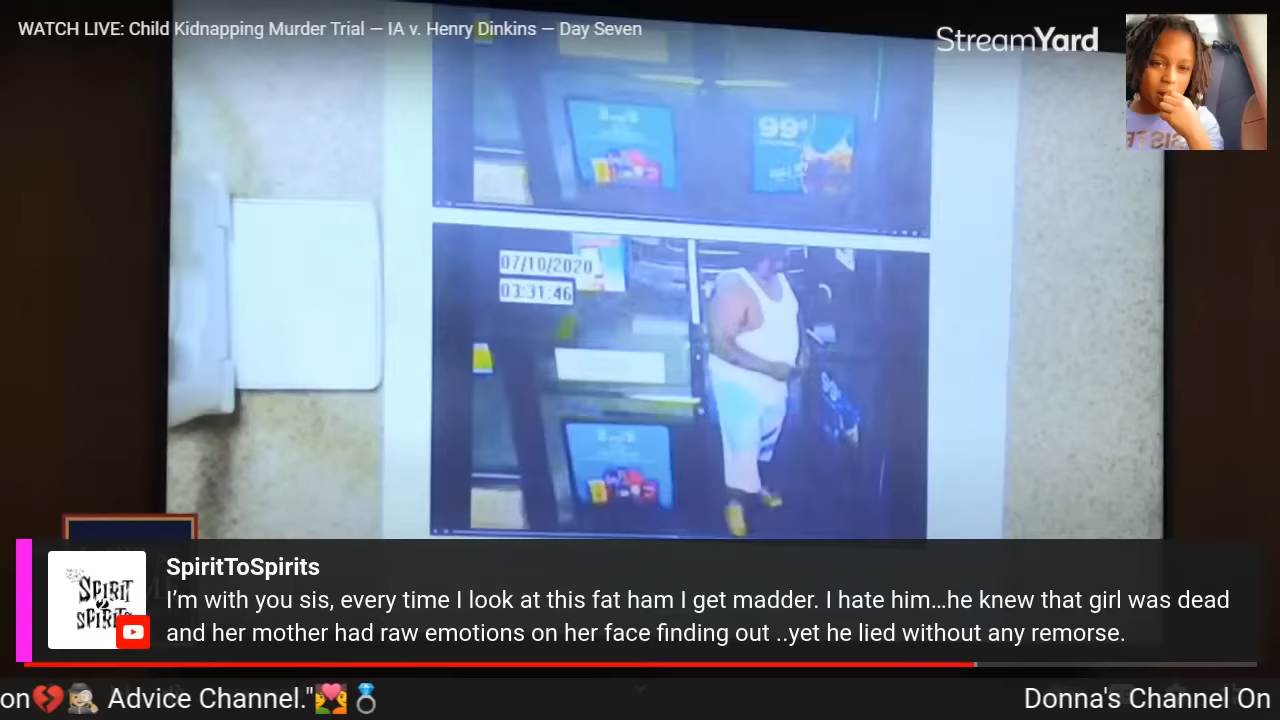 WATCH LIVE: Child Kidnapping Murder Trial — IA v. Henry Dinkins — Day Seven
StreamYard
99¢
07/10/2020
03:31:46
SPIRIT
2
SPIRITS
SpiritToSpirits
I’m with you sis, every time I look at this fat ham I get madder. I hate him…he knew that girl was dead
and her mother had raw emotions on her face finding out ..yet he lied without any remorse.
on💔🕵️ Advice Channel."💑💍
Donna's Channel On